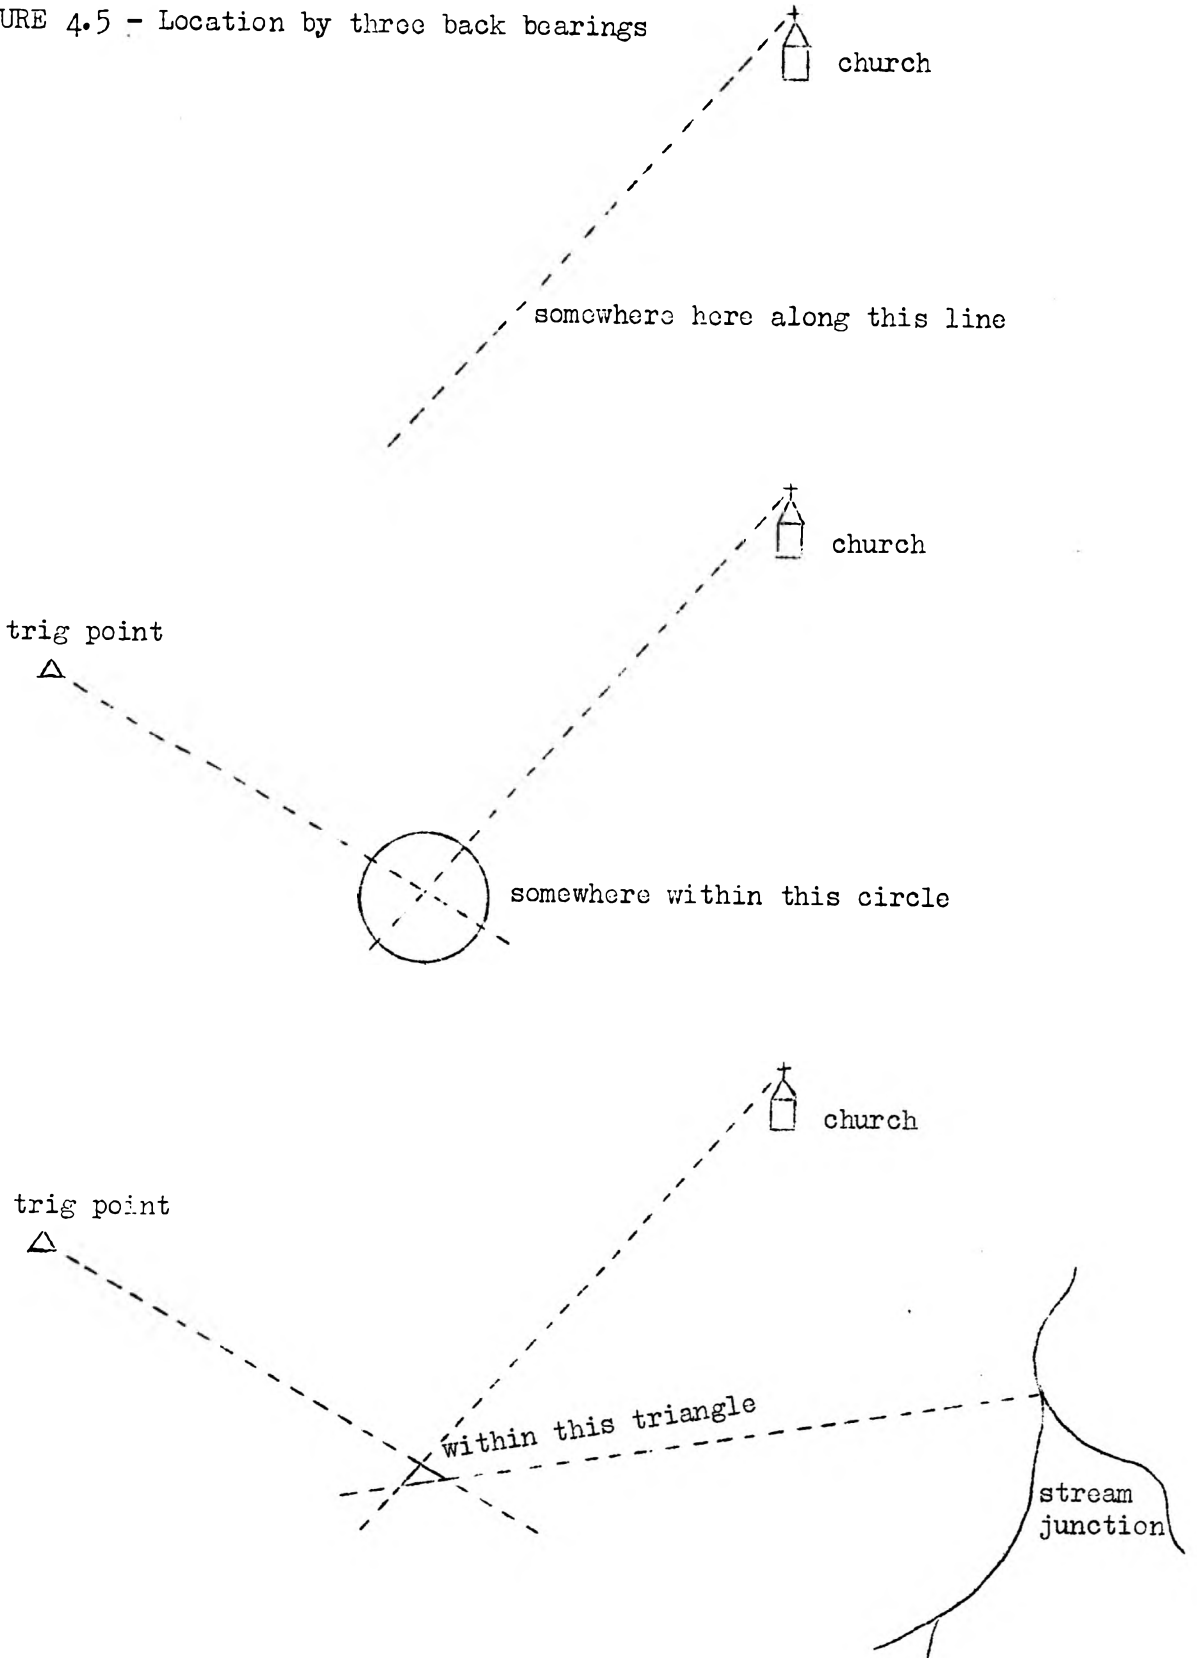 URE 4.5 - Location by three back bearings
church
somewhere here along this line
church
trig point
somewhere within this circle
church
trig point
within this triangle
stream
junction